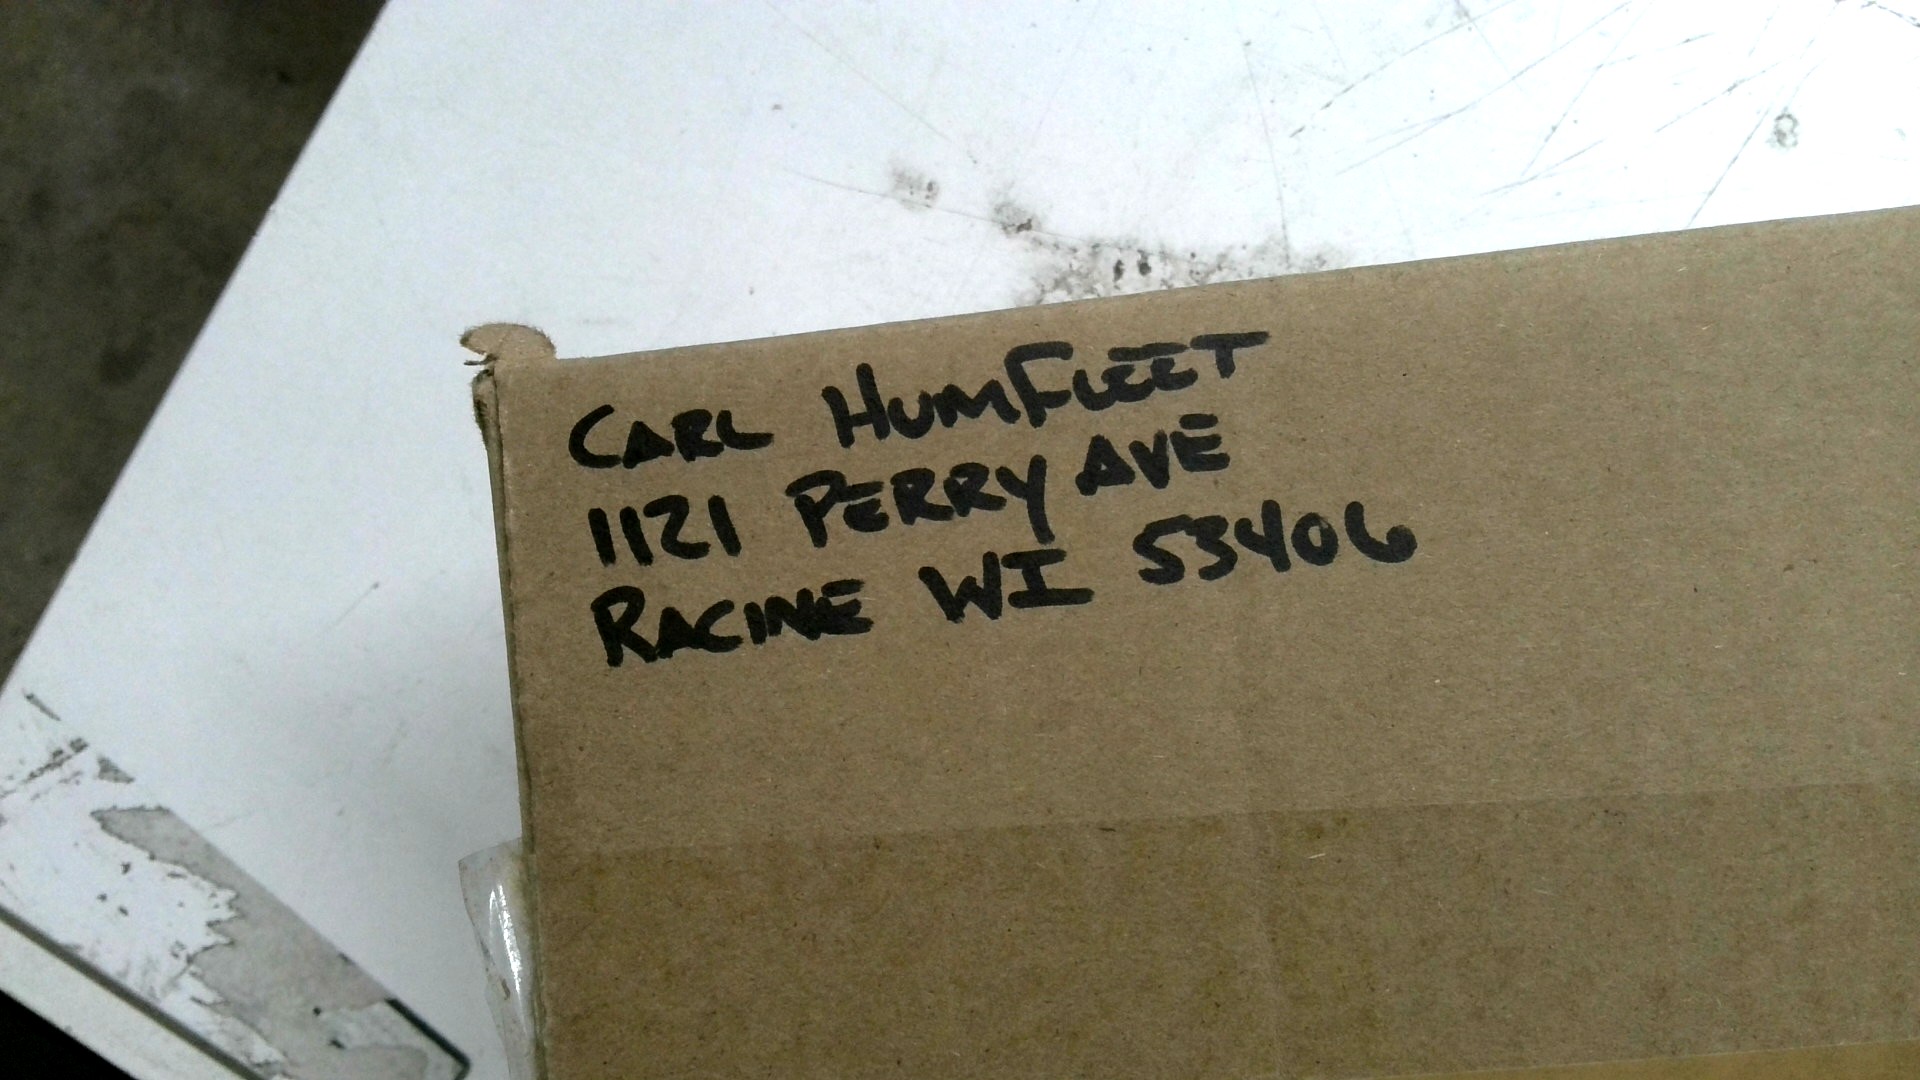 CARL HUMFLEET
1121 PERRY AVE
RACINE WI 53406